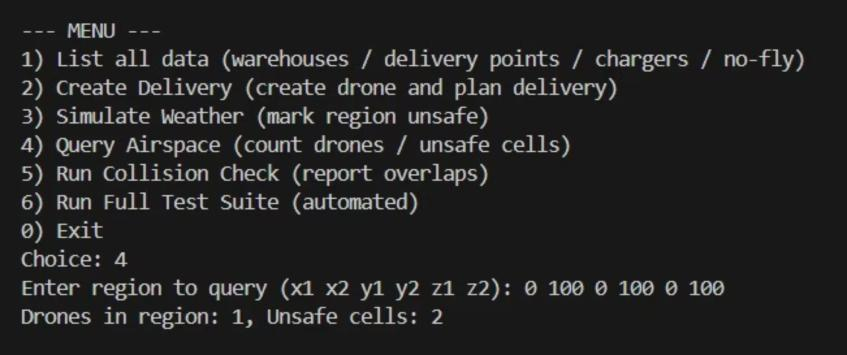 --- MENU ---
1) List all data (warehouses / delivery points / chargers / no-fly)
2) Create Delivery (create drone and plan delivery)
3) Simulate Weather (mark region unsafe)
4) Query Airspace (count drones / unsafe cells)
5) Run Collision Check (report overlaps)
6) Run Full Test Suite (automated)
0) Exit
Choice: 4
Enter region to query (x1 x2 y1 y2 z1 z2): 0 100 0 100 0 100
Drones in region: 1, Unsafe cells: 2